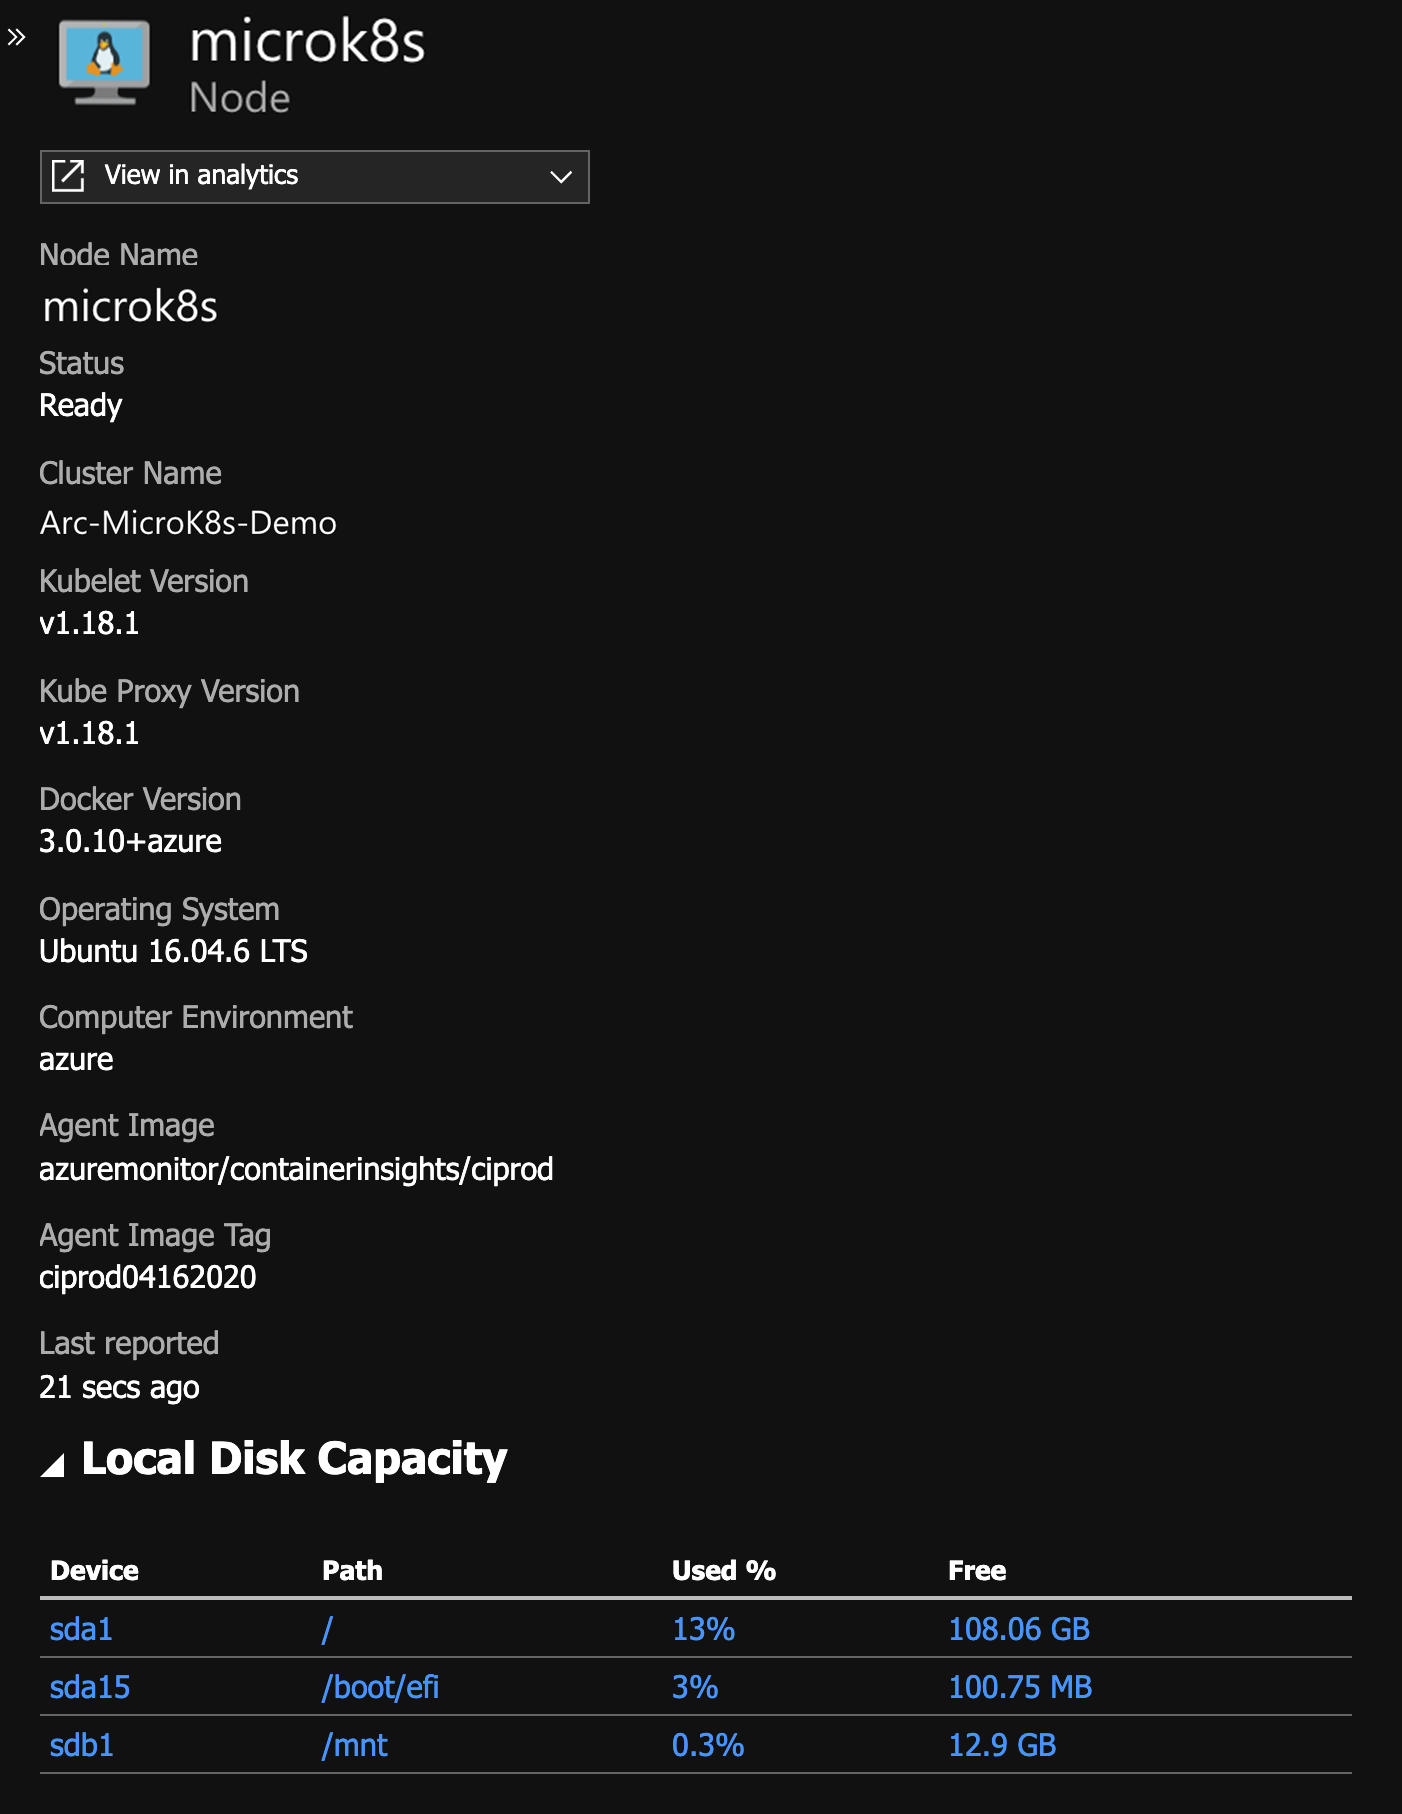 microk8s
Node
View in analytics
Node Name
microk8s
Status
Ready
Cluster Name
Arc-MicroK8s-Demo
Kubelet Version
v1.18.1
Kube Proxy Version
v1.18.1
Docker Version
3.0.10+azure
Operating System
Ubuntu 16.04.6 LTS
Computer Environment
azure
Agent Image
azuremonitor/containerinsights/ciprod
Agent Image Tag
ciprod04162020
Last reported
21 secs ago
Local Disk Capacity
Device Path Used % Free
sda1 / 13% 108.06 GB
sda15 /boot/efi 3% 100.75 MB
sdb1 /mnt 0.3% 12.9 GB